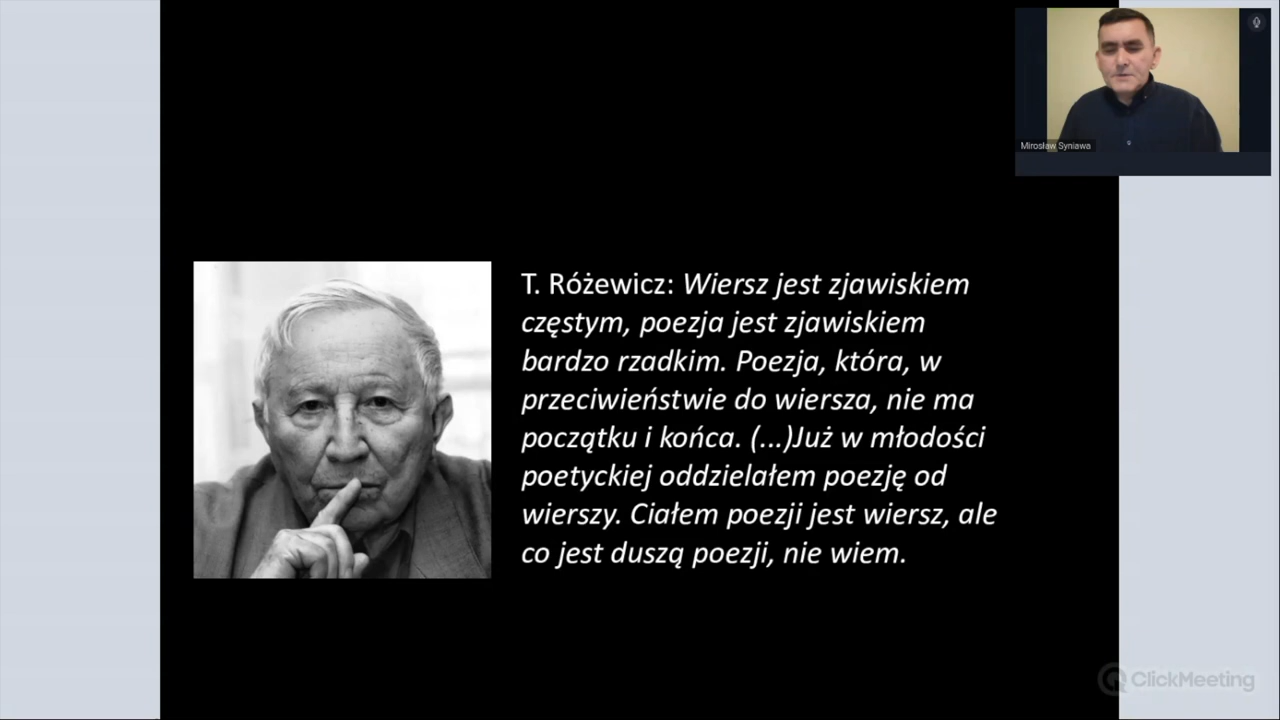 Mirosław Syniawa
T. Różewicz: Wiersz jest zjawiskiem
częstym, poezja jest zjawiskiem
bardzo rzadkim. Poezja, która, w
przeciwieństwie do wiersza, nie ma
początku i końca. (...)Już w młodości
poetyckiej oddzielałem poezję od
wierszy. Ciałem poezji jest wiersz, ale
co jest duszą poezji, nie wiem.
ClickMeeting